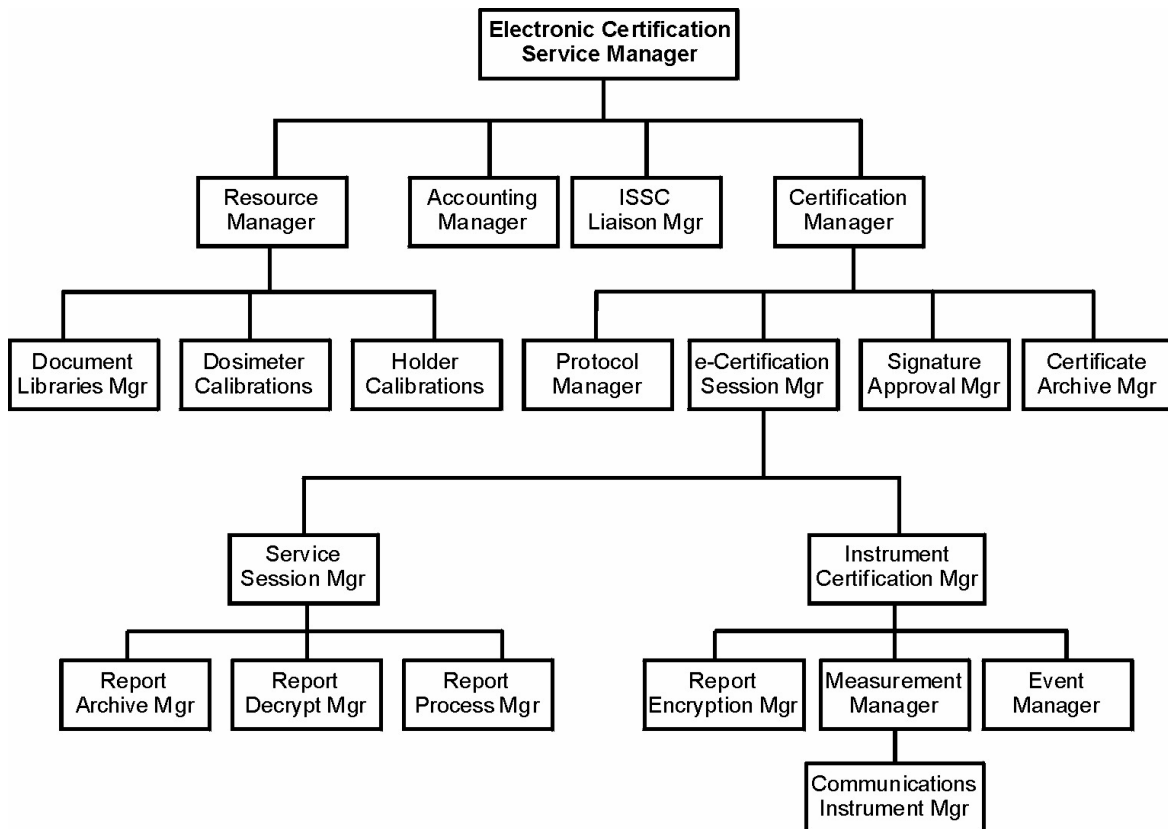 Electronic Certification
Service Manager
Resource
Manager
Accounting
Manager
ISSC
Liaison Mgr
Certification
Manager
Document
Libraries Mgr
Dosimeter
Calibrations
Holder
Calibrations
Protocol
Manager
e-Certification
Session Mgr
Signature
Approval Mgr
Certificate
Archive Mgr
Service
Session Mgr
Instrument
Certification Mgr
Report
Archive Mgr
Report
Decrypt Mgr
Report
Process Mgr
Report
Encryption Mgr
Measurement
Manager
Event
Manager
Communications
Instrument Mgr